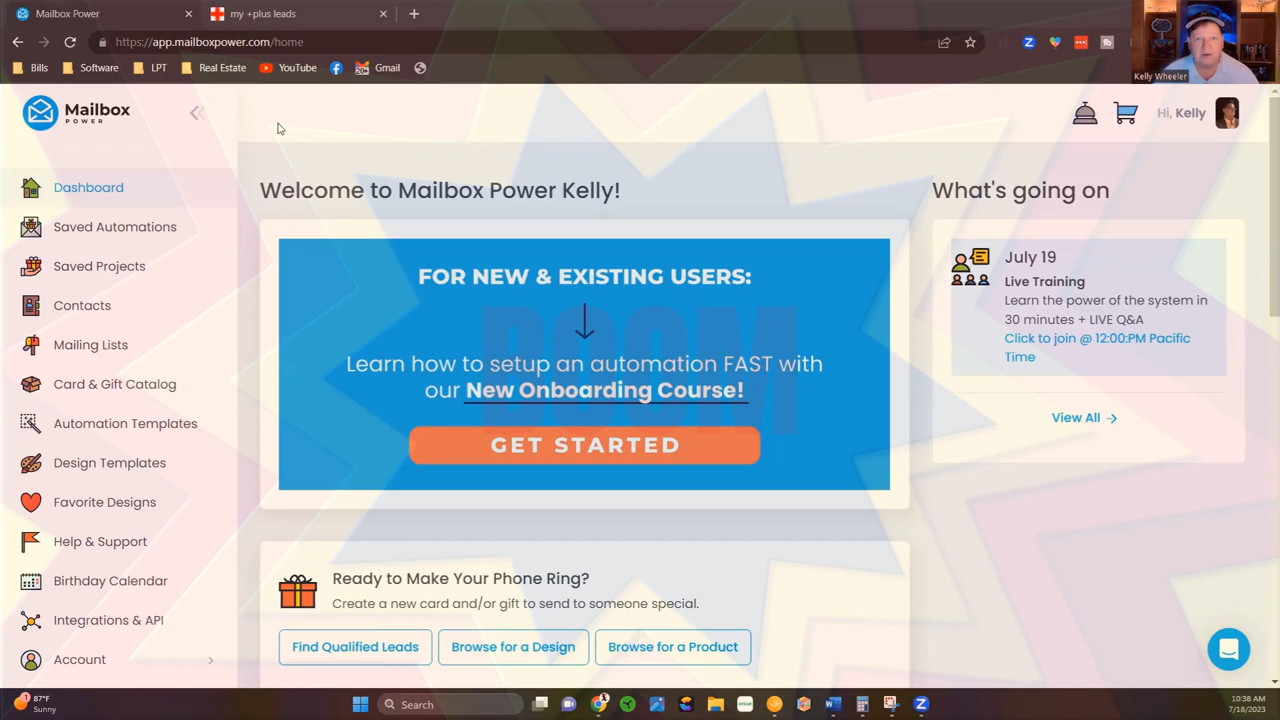 Mailbox Power
my +plus leads
https://app.mailboxpower.com/home
Bills
Software
LPT
Real Estate
YouTube
Gmail
Kelly Wheeler
Mailbox
POWER
Hi, Kelly
Dashboard
Saved Automations
Saved Projects
Contacts
Mailing Lists
Card & Gift Catalog
Automation Templates
Design Templates
Favorite Designs
Help & Support
Birthday Calendar
Integrations & API
Account
Welcome to Mailbox Power Kelly!
FOR NEW & EXISTING USERS:
BOOM
Learn how to setup an automation FAST with
our New Onboarding Course!
GET STARTED
Ready to Make Your Phone Ring?
Create a new card and/or gift to send to someone special.
Find Qualified Leads
Browse for a Design
Browse for a Product
What's going on
July 19
Live Training
Learn the power of the system in
30 minutes + LIVE Q&A
Click to join @ 12:00:PM Pacific
Time
View All
87°F
Sunny
Search
10:38 AM
7/18/2023